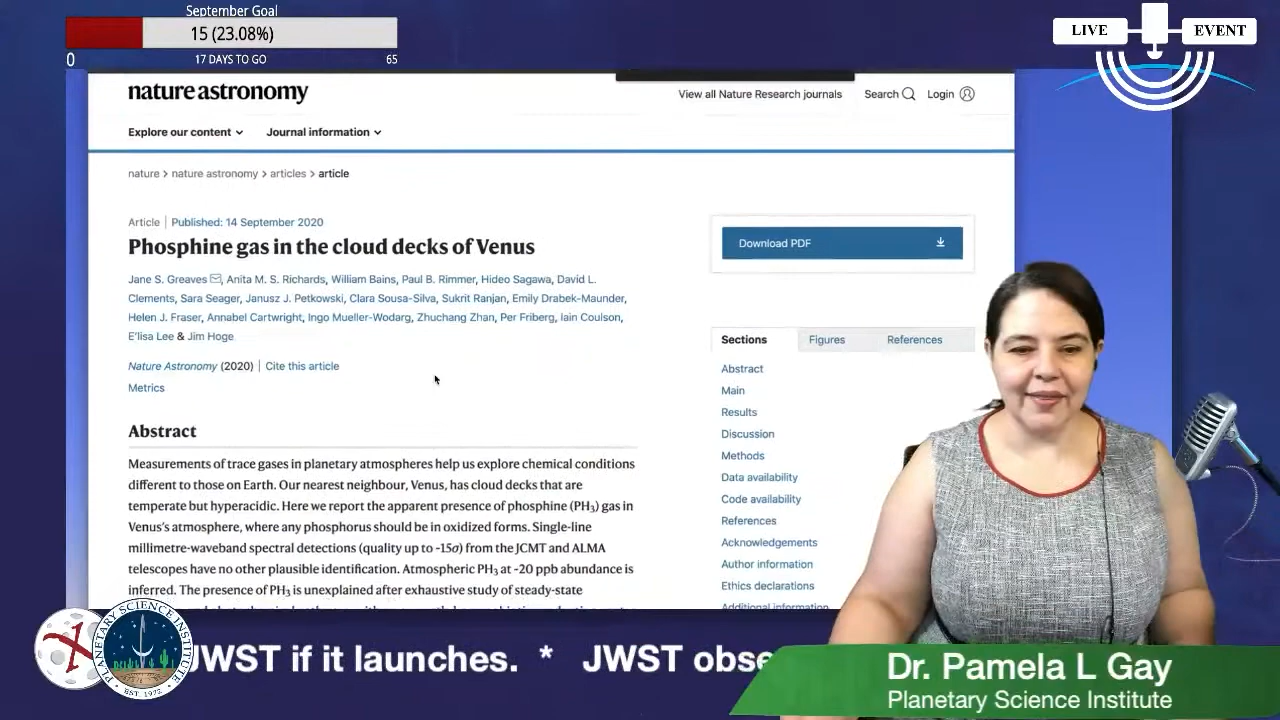 September Goal
15 (23.08%)
0 17 DAYS TO GO 65
LIVE EVENT
nature astronomy
View all Nature Research journals Search Login
Explore our content Journal information
nature > nature astronomy > articles > article
Article | Published: 14 September 2020
Phosphine gas in the cloud decks of Venus
Jane S. Greaves, Anita M. S. Richards, William Bains, Paul B. Rimmer, Hideo Sagawa, David L.
Clements, Sara Seager, Janusz J. Petkowski, Clara Sousa-Silva, Sukrit Ranjan, Emily Drabek-Maunder,
Helen J. Fraser, Annabel Cartwright, Ingo Mueller-Wodarg, Zhuchang Zhan, Per Friberg, Iain Coulson,
E'lisa Lee & Jim Hoge
Nature Astronomy (2020) | Cite this article
Metrics
Abstract
Measurements of trace gases in planetary atmospheres help us explore chemical conditions
different to those on Earth. Our nearest neighbour, Venus, has cloud decks that are
temperate but hyperacidic. Here we report the apparent presence of phosphine (PH₃) gas in
Venus's atmosphere, where any phosphorus should be in oxidized forms. Single-line
millimetre-waveband spectral detections (quality up to ~15σ) from the JCMT and ALMA
telescopes have no other plausible identification. Atmospheric PH₃ at ~20 ppb abundance is
inferred. The presence of PH₃ is unexplained after exhaustive study of steady-state
Download PDF
Sections Figures References
Abstract
Main
Results
Discussion
Methods
Data availability
Code availability
References
Acknowledgements
Author information
Ethics declarations
Additional information
PLANETARY SCIENCE INSTITUTE
EST. 1972
JWST if it launches. * JWST obse
Dr. Pamela L Gay
Planetary Science Institute